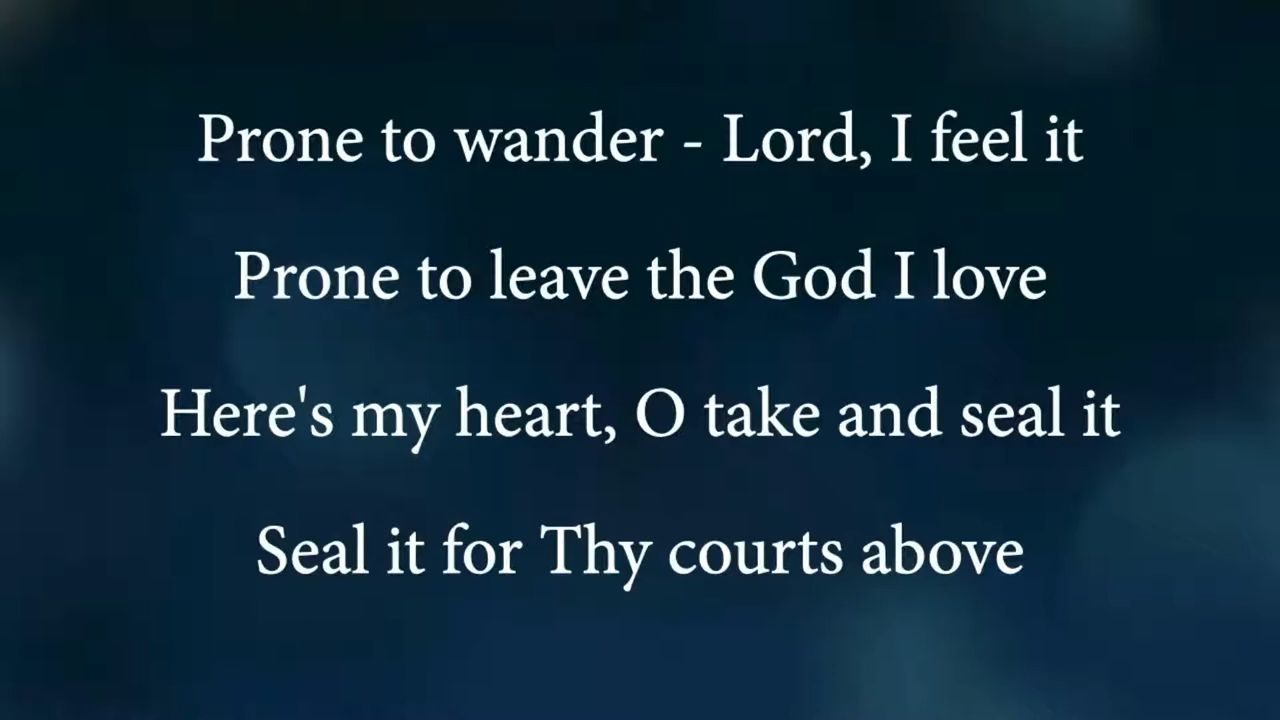 Prone to wander - Lord, I feel it
Prone to leave the God I love
Here's my heart, O take and seal it
Seal it for Thy courts above